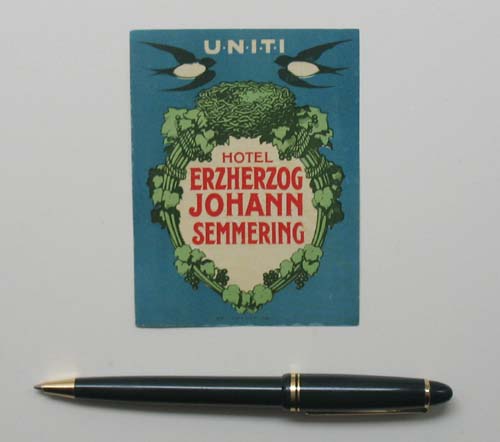 U·N·I·T·I
HOTEL
ERZHERZOG
JOHANN
SEMMERING